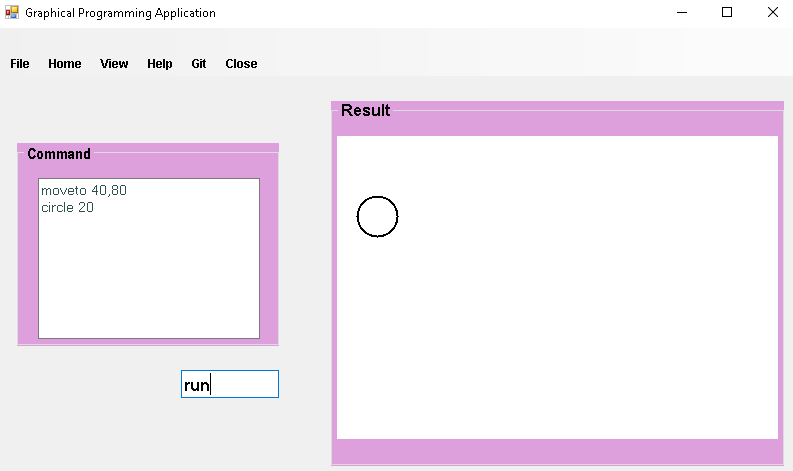 Graphical Programming Application
File Home View Help Git Close
Command
moveto 40,80
circle 20
run
Result